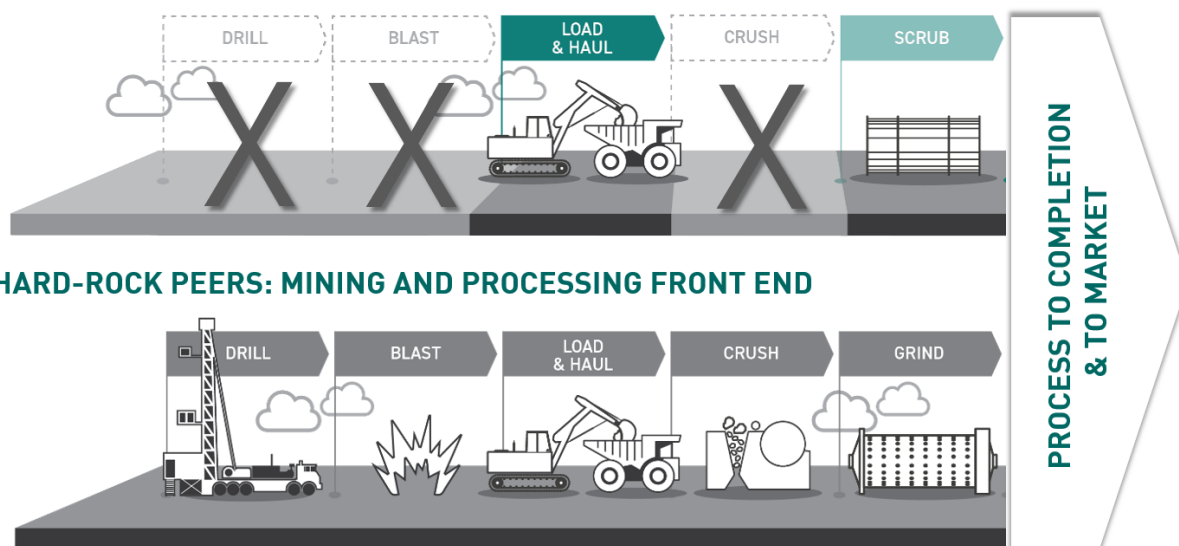 DRILL
BLAST
LOAD
& HAUL
CRUSH
SCRUB
HARD-ROCK PEERS: MINING AND PROCESSING FRONT END
DRILL
BLAST
LOAD
& HAUL
CRUSH
GRIND
PROCESS TO COMPLETION
& TO MARKET